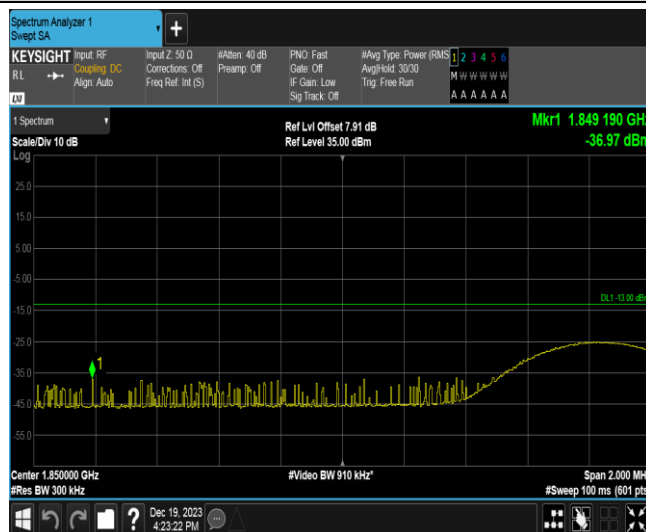 Spectrum Analyzer 1
Swept SA
+
KEYSIGHT
RL
LXI
Input: RF
Coupling: DC
Align: Auto
Input Z: 50 Ω
Corrections: Off
Freq Ref: Int (S)
#Atten: 40 dB
Preamp: Off
PNO: Fast
Gate: Off
IF Gain: Low
Sig Track: Off
#Avg Type: Power (RMS
Avg|Hold: 30/30
Trig: Free Run
1 2 3 4 5 6
M W W W W W
A A A A A A
1 Spectrum
Scale/Div 10 dB
Ref Lvl Offset 7.91 dB
Ref Level 35.00 dBm
Mkr1 1.849 190 GHz
-36.97 dBm
Log
25.0
15.0
5.00
-5.00
-15.0
-25.0
-35.0
-45.0
-55.0
DL1 -13.00 dBm
1
Center 1.850000 GHz
#Res BW 300 kHz
#Video BW 910 kHz*
Span 2.000 MH
#Sweep 100 ms (601 pts
?
Dec 19, 2023
4:23:22 PM